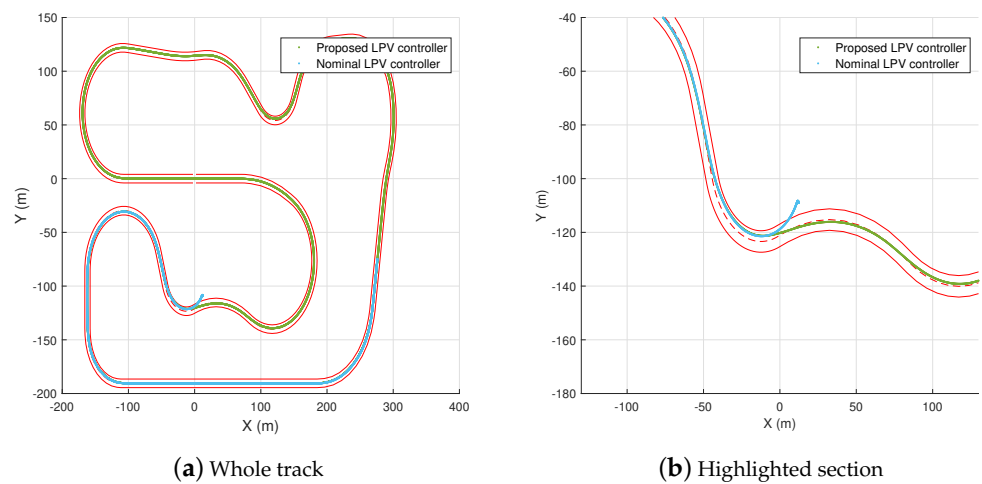 150
100
50
0
-50
-100
-150
-200
-200 -100 0 100 200 300 400
Y (m)
X (m)
Proposed LPV controller
Nominal LPV controller
(a) Whole track
-40
-60
-80
-100
-120
-140
-160
-180
-100 -50 0 50 100
Y (m)
X (m)
Proposed LPV controller
Nominal LPV controller
(b) Highlighted section